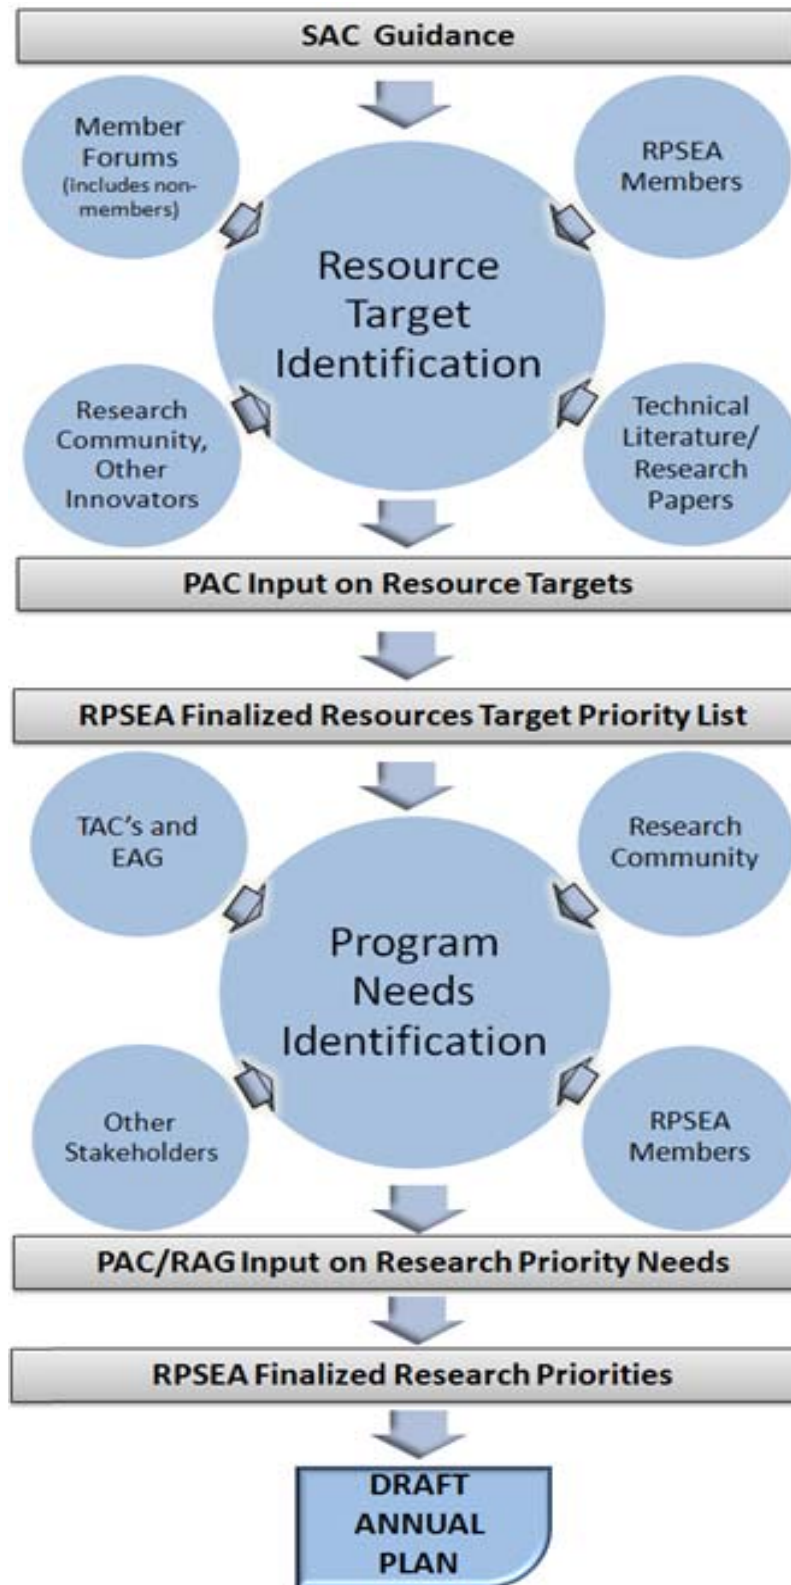 SAC Guidance
Member
Forums
(includes non-
members)
RPSEA
Members
Resource
Target
Identification
Research
Community,
Other
Innovators
Technical
Literature/
Research
Papers
PAC Input on Resource Targets
RPSEA Finalized Resources Target Priority List
TAC's and
EAG
Research
Community
Program
Needs
Identification
Other
Stakeholders
RPSEA
Members
PAC/RAG Input on Research Priority Needs
RPSEA Finalized Research Priorities
DRAFT
ANNUAL
PLAN